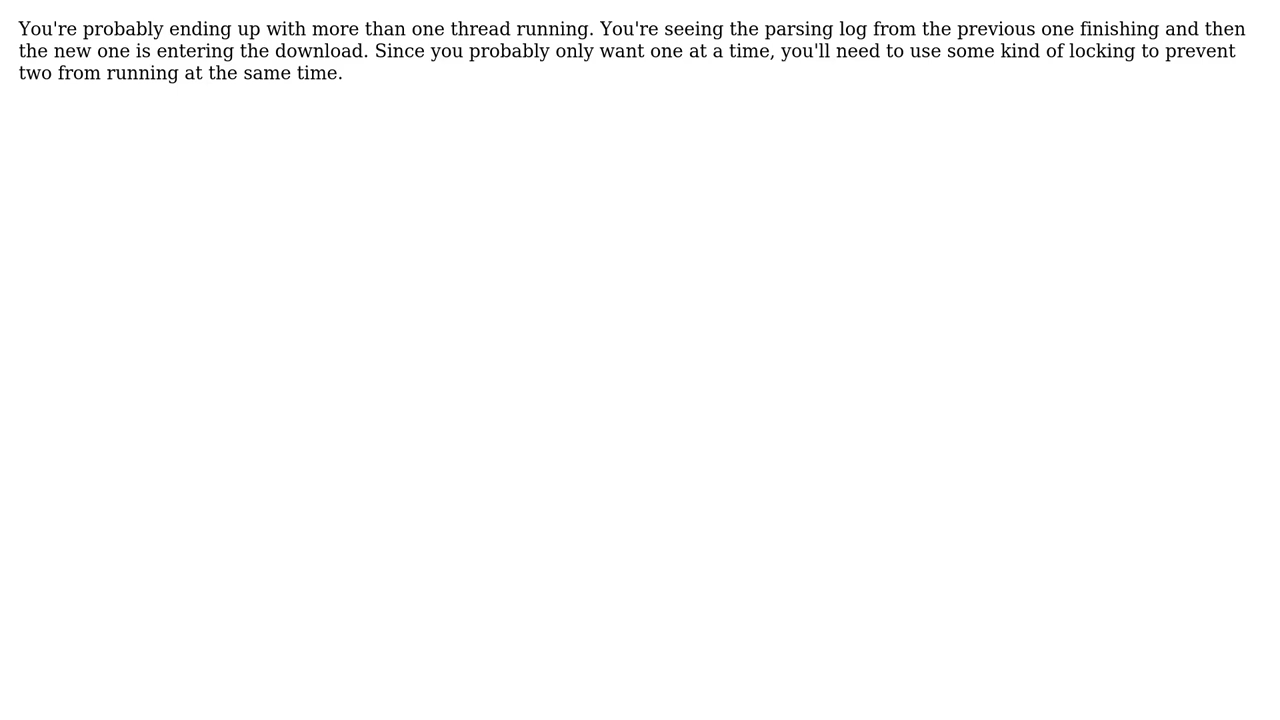 You're probably ending up with more than one thread running. You're seeing the parsing log from the previous one finishing and then
the new one is entering the download. Since you probably only want one at a time, you'll need to use some kind of locking to prevent
two from running at the same time.